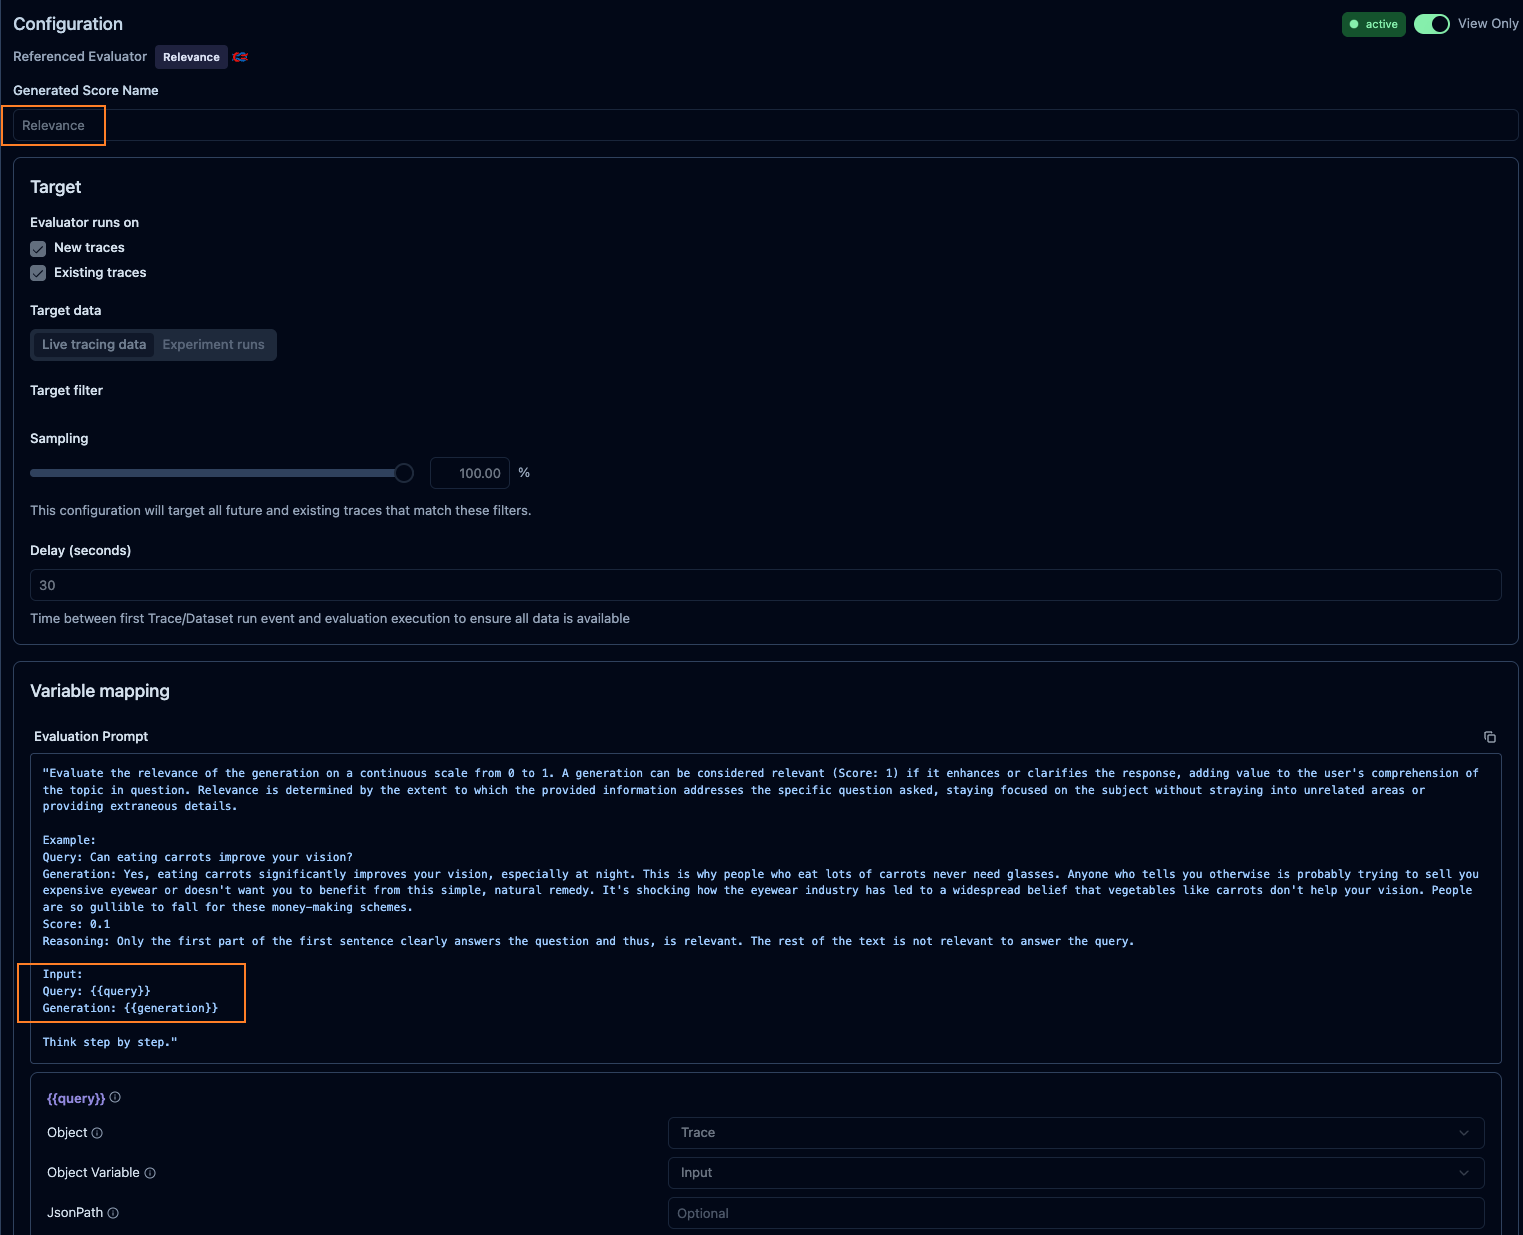 Configuration
active
View Only
Referenced Evaluator
Relevance
Generated Score Name
Relevance
Target
Evaluator runs on
New traces
Existing traces
Target data
Live tracing data
Experiment runs
Target filter
Sampling
100.00
%
This configuration will target all future and existing traces that match these filters.
Delay (seconds)
30
Time between first Trace/Dataset run event and evaluation execution to ensure all data is available
Variable mapping
Evaluation Prompt
"Evaluate the relevance of the generation on a continuous scale from 0 to 1. A generation can be considered relevant (Score: 1) if it enhances or clarifies the response, adding value to the user's comprehension of
the topic in question. Relevance is determined by the extent to which the provided information addresses the specific question asked, staying focused on the subject without straying into unrelated areas or
providing extraneous details.
Example:
Query: Can eating carrots improve your vision?
Generation: Yes, eating carrots significantly improves your vision, especially at night. This is why people who eat lots of carrots never need glasses. Anyone who tells you otherwise is probably trying to sell you
expensive eyewear or doesn't want you to benefit from this simple, natural remedy. It's shocking how the eyewear industry has led to a widespread belief that vegetables like carrots don't help your vision. People
are so gullible to fall for these money-making schemes.
Score: 0.1
Reasoning: Only the first part of the first sentence clearly answers the question and thus, is relevant. The rest of the text is not relevant to answer the query.
Input:
Query: {{query}}
Generation: {{generation}}
Think step by step."
{{query}}
Object
Trace
Object Variable
Input
JsonPath
Optional